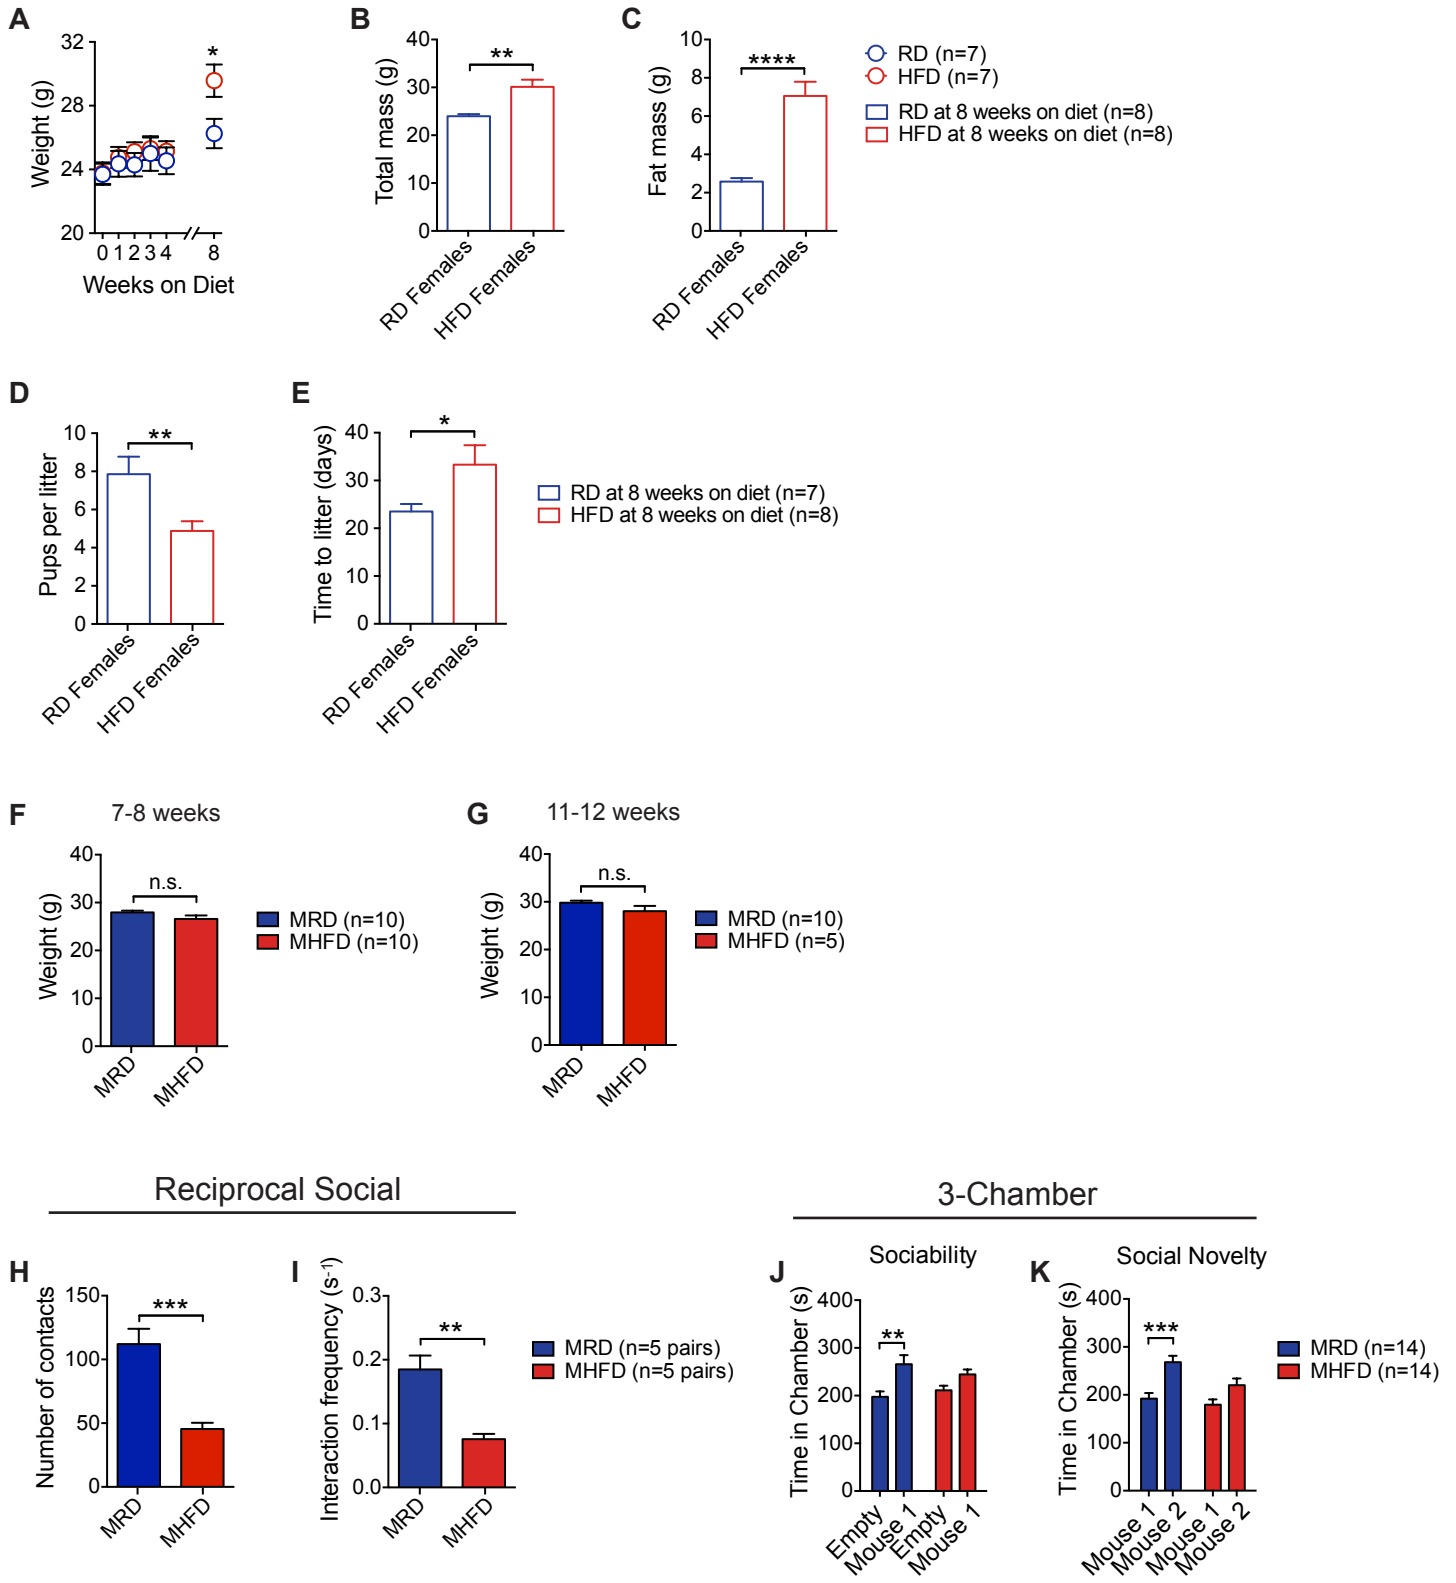 A
Weight (g)
32
28
24
20
*
0 1 2 3 4 8
Weeks on Diet
B
Total mass (g)
40
30
20
10
0
**
RD Females
HFD Females
C
Fat mass (g)
10
8
6
4
2
0
****
RD Females
HFD Females
RD (n=7)
HFD (n=7)
RD at 8 weeks on diet (n=8)
HFD at 8 weeks on diet (n=8)
D
Pups per litter
10
8
6
4
2
0
**
RD Females
HFD Females
E
Time to litter (days)
40
30
20
10
0
*
RD Females
HFD Females
RD at 8 weeks on diet (n=7)
HFD at 8 weeks on diet (n=8)
F
7-8 weeks
Weight (g)
40
30
20
10
0
n.s.
MRD
MHFD
MRD (n=10)
MHFD (n=10)
G
11-12 weeks
Weight (g)
40
30
20
10
0
n.s.
MRD
MHFD
MRD (n=10)
MHFD (n=5)
Reciprocal Social
H
Number of contacts
150
100
50
0
***
MRD
MHFD
I
Interaction frequency (s⁻¹)
0.3
0.2
0.1
0.0
**
MRD
MHFD
MRD (n=5 pairs)
MHFD (n=5 pairs)
3-Chamber
J
Sociability
Time in Chamber (s)
400
300
200
100
0
**
Empty
Mouse 1
Empty
Mouse 1
K
Social Novelty
Time in Chamber (s)
400
300
200
100
0
***
Mouse 1
Mouse 2
Mouse 1
Mouse 2
MRD (n=14)
MHFD (n=14)